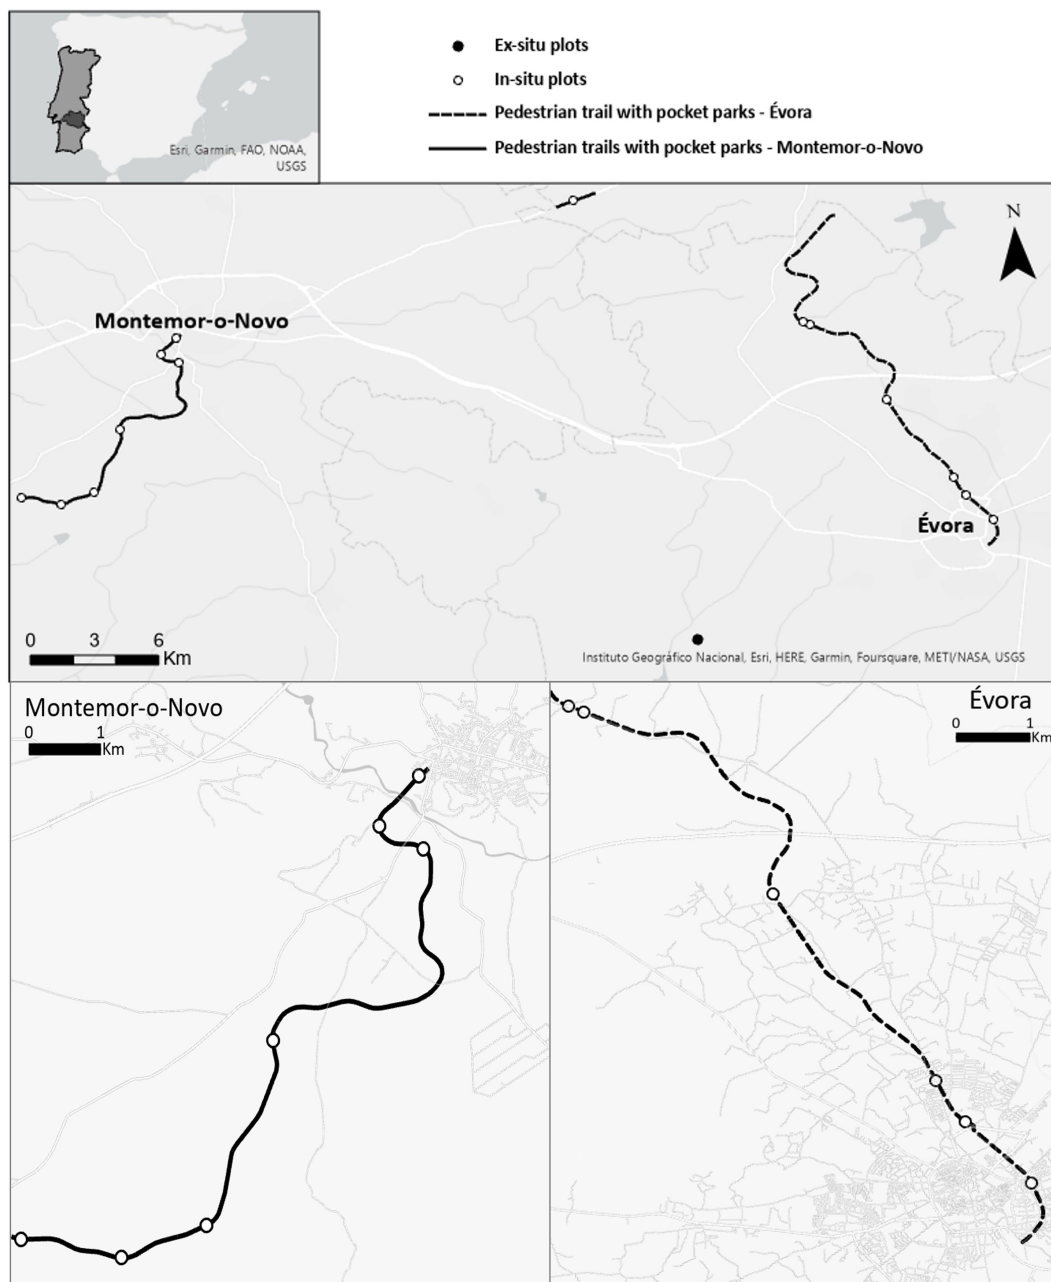 Esri, Garmin, FAO, NOAA,
USGS
Ex-situ plots
In-situ plots
Pedestrian trail with pocket parks - Évora
Pedestrian trails with pocket parks - Montemor-o-Novo
N
Montemor-o-Novo
Évora
0 3 6
Km
Instituto Geográfico Nacional, Esri, HERE, Garmin, Foursquare, METI/NASA, USGS
Montemor-o-Novo
0 1
Km
Évora
0 1
Km